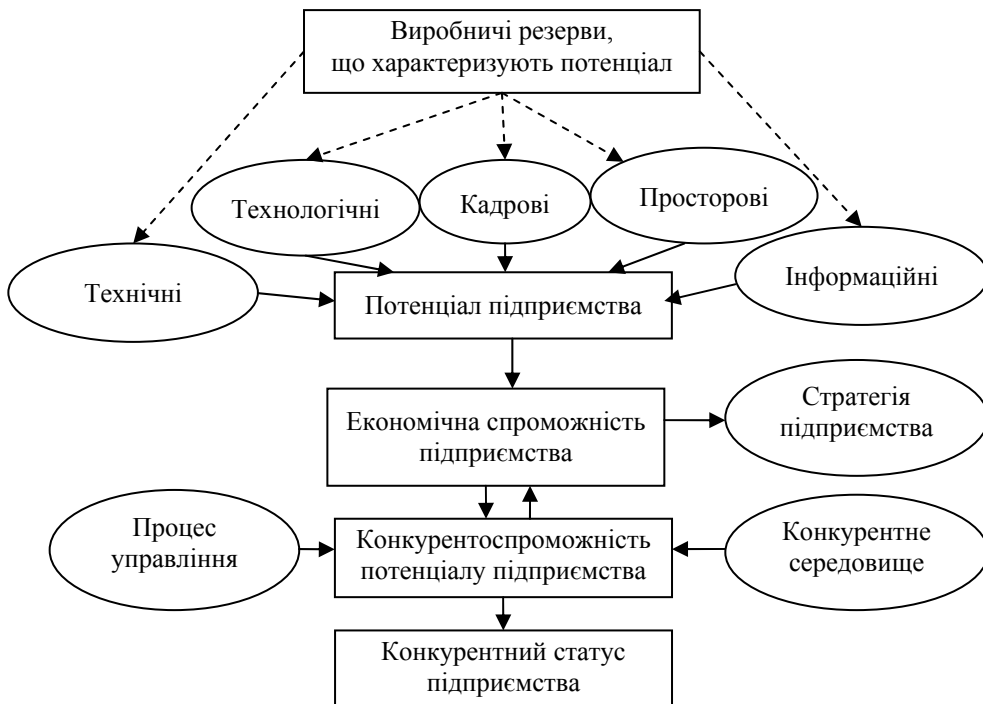 Виробничі резерви,
що характеризують потенціал
Технологічні
Кадрові
Просторові
Технічні
Інформаційні
Потенціал підприємства
Економічна спроможність
підприємства
Стратегія
підприємства
Процес
управління
Конкурентоспроможність
потенціалу підприємства
Конкурентне
середовище
Конкурентний статус
підприємства